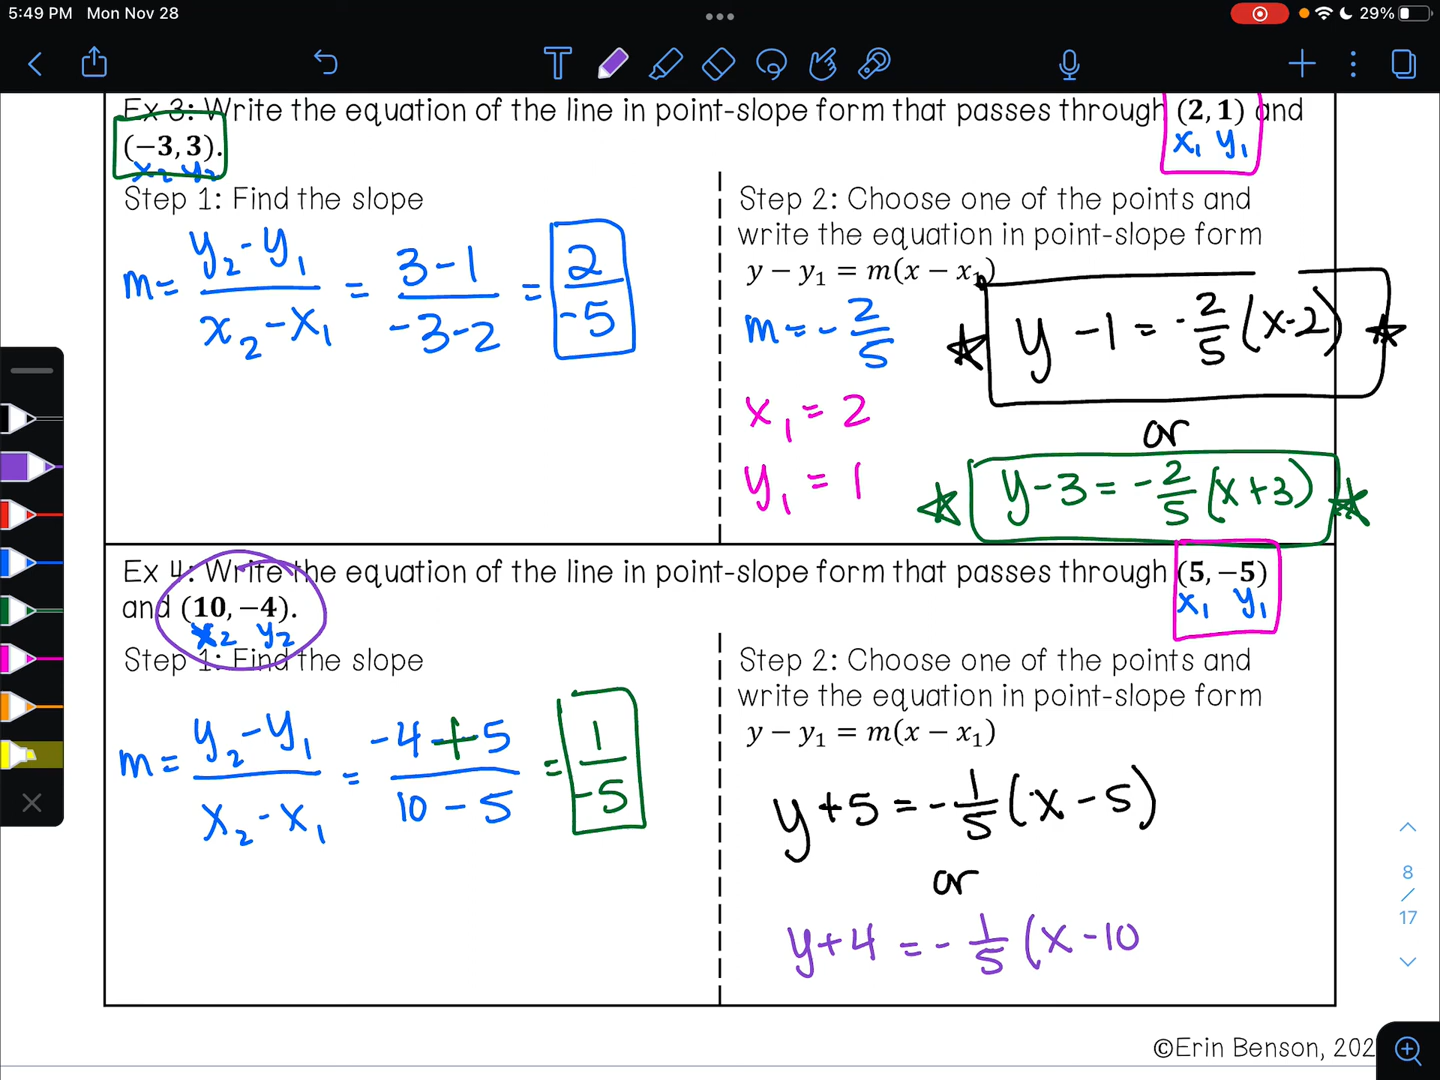 5:49 PM Mon Nov 28
29%
Ex 3: Write the equation of the line in point-slope form that passes through (2, 1) and
x₁ y₁
(−3, 3).
x₂ y₂
Step 1: Find the slope
m = y₂ - y₁ / x₂ - x₁ = 3 - 1 / -3 - 2 = 2 / -5
Step 2: Choose one of the points and
write the equation in point-slope form
y − y₁ = m(x − x₁)
m = - 2/5
x₁ = 2
y₁ = 1
y - 1 = - 2/5 (x - 2)
or
y - 3 = - 2/5 (x + 3)
Ex 4: Write the equation of the line in point-slope form that passes through (5, −5)
x₁ y₁
and (10, −4).
x₂ y₂
Step 1: Find the slope
m = y₂ - y₁ / x₂ - x₁ = -4 + 5 / 10 - 5 = 1 / -5
Step 2: Choose one of the points and
write the equation in point-slope form
y − y₁ = m(x − x₁)
y + 5 = - 1/5 (x - 5)
or
y + 4 = - 1/5 (x - 10
8
/
17
©Erin Benson, 202